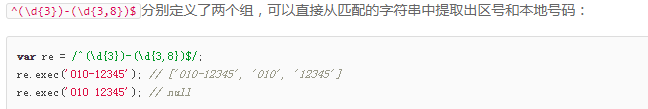 ^(\d{3})-(\d{3,8})$分别定义了两个组，可以直接从匹配的字符串中提取出区号和本地号码：
var re = /^(\d{3})-(\d{3,8})$/;
re.exec('010-12345'); // ['010-12345', '010', '12345']
re.exec('010 12345'); // null